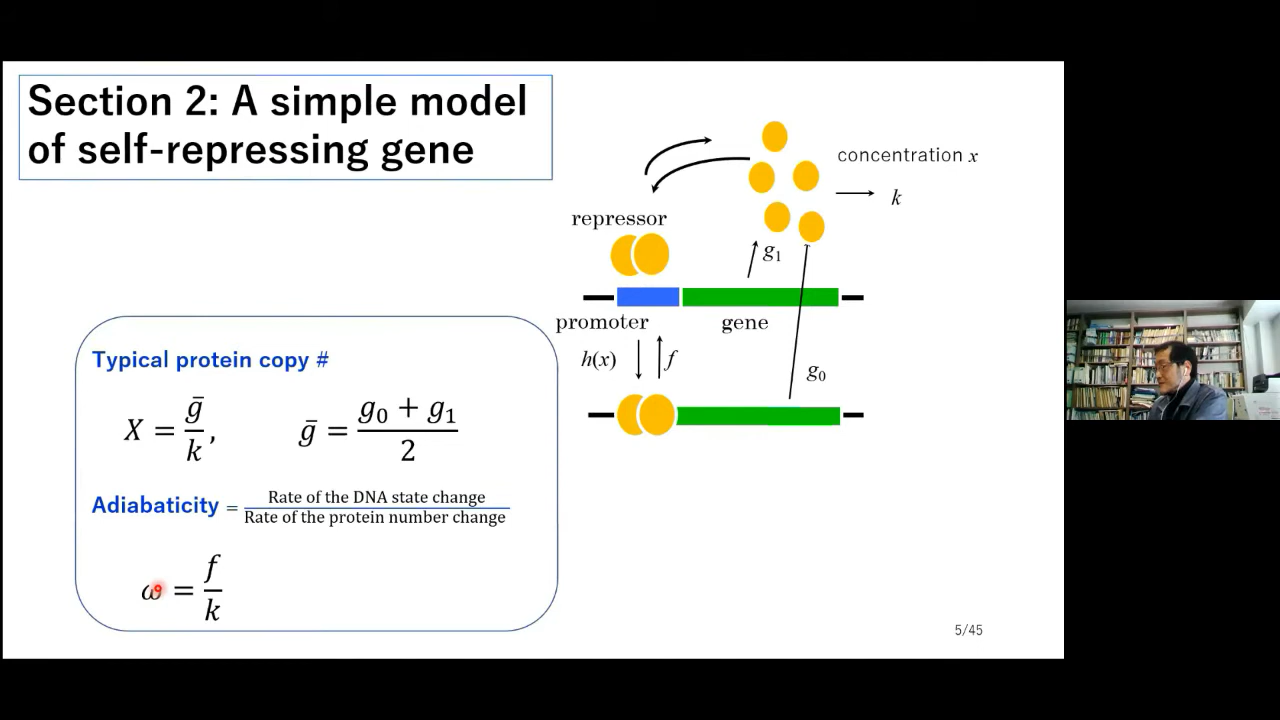 Section 2: A simple model
of self-repressing gene
concentration x
k
repressor
g₁
promoter
gene
h(x)
f
g₀
Typical protein copy #
X = ḡ/k, ḡ = (g₀ + g₁)/2
Adiabaticity = Rate of the DNA state change / Rate of the protein number change
ω = f/k
5/45